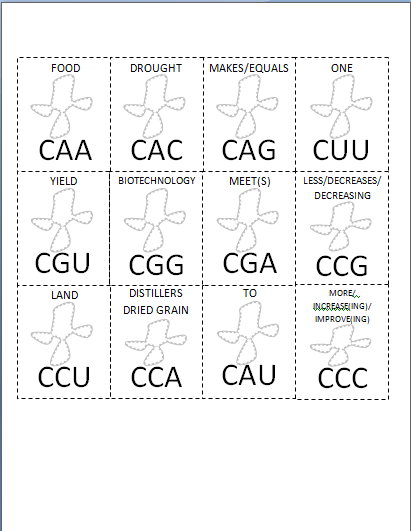 FOOD DROUGHT MAKES/EQUALS ONE
CAA CAC CAG CUU
YIELD BIOTECHNOLOGY MEET(S) LESS/DECREASES/
DECREASING
CGU CGG CGA CCG
LAND DISTILLERS TO MORE/
DRIED GRAIN INCREASE(ING)/
IMPROVE(ING)
CCU CCA CAU CCC